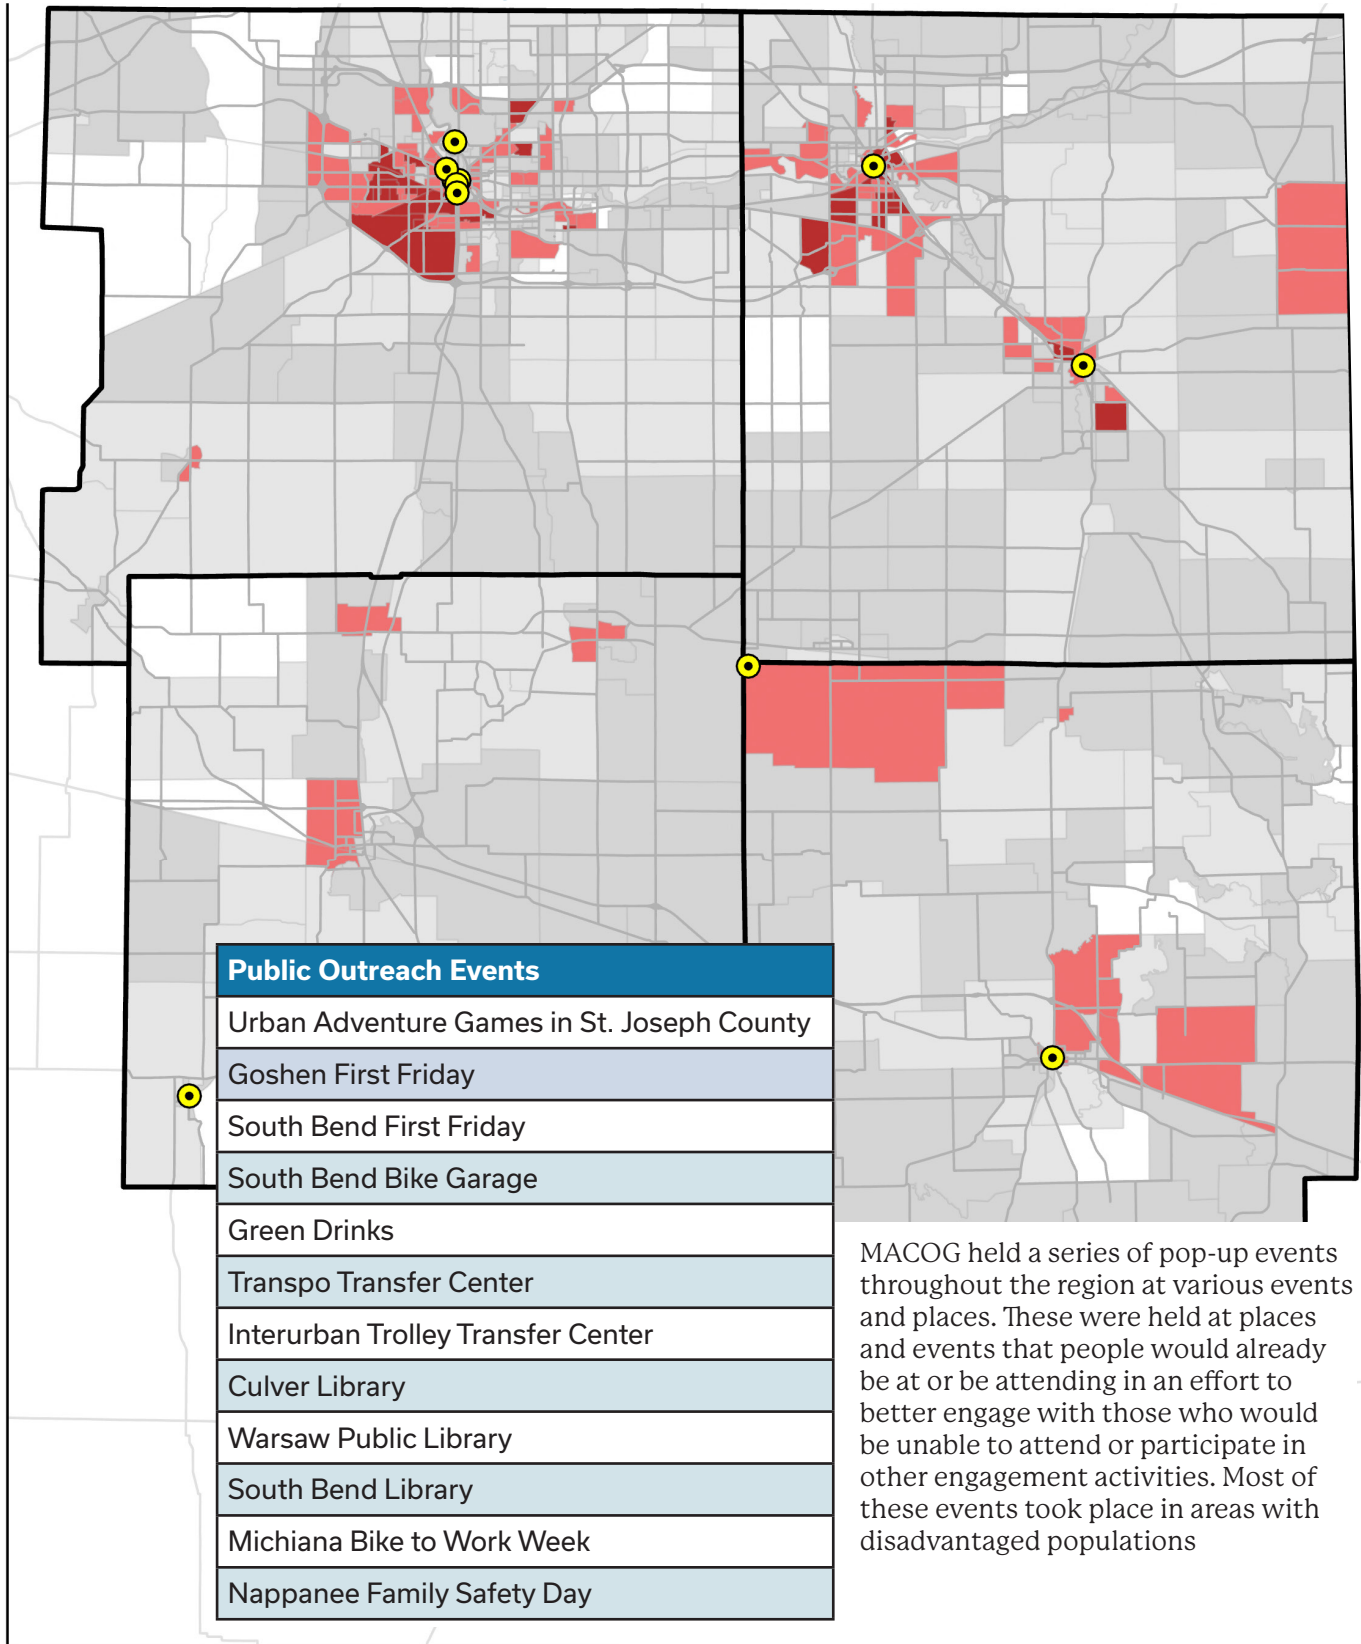 Public Outreach Events
Urban Adventure Games in St. Joseph County
Goshen First Friday
South Bend First Friday
South Bend Bike Garage
Green Drinks
Transpo Transfer Center
Interurban Trolley Transfer Center
Culver Library
Warsaw Public Library
South Bend Library
Michiana Bike to Work Week
Nappanee Family Safety Day
MACOG held a series of pop-up events
throughout the region at various events
and places. These were held at places
and events that people would already
be at or be attending in an effort to
better engage with those who would
be unable to attend or participate in
other engagement activities. Most of
these events took place in areas with
disadvantaged populations